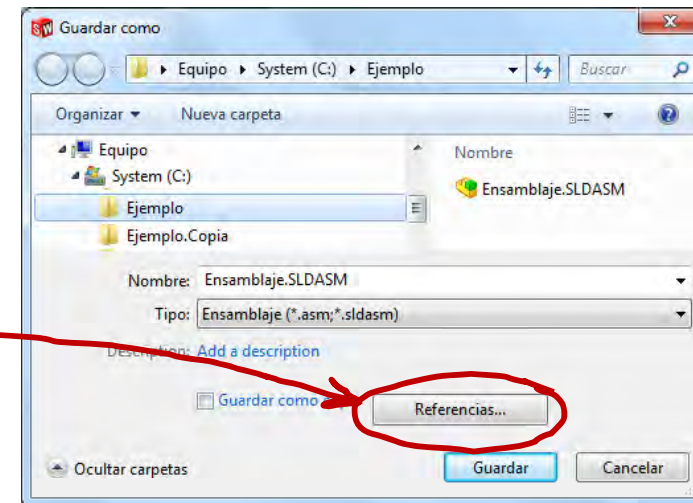 Guardar como
Equipo ▸ System (C:) ▸ Ejemplo
Buscar
Organizar
Nueva carpeta
Equipo
System (C:)
Ejemplo
Ejemplo.Copia
Nombre
Ensamblaje.SLDASM
Nombre: Ensamblaje.SLDASM
Tipo: Ensamblaje (*.asm;*.sldasm)
Description: Add a description
Guardar como
Referencias...
Ocultar carpetas
Guardar
Cancelar